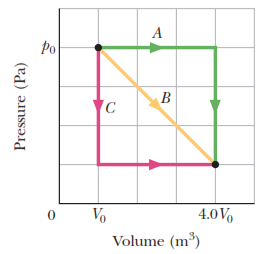 A
p₀
B
C
Pressure (Pa)
0
V₀
4.0V₀
Volume (m³)